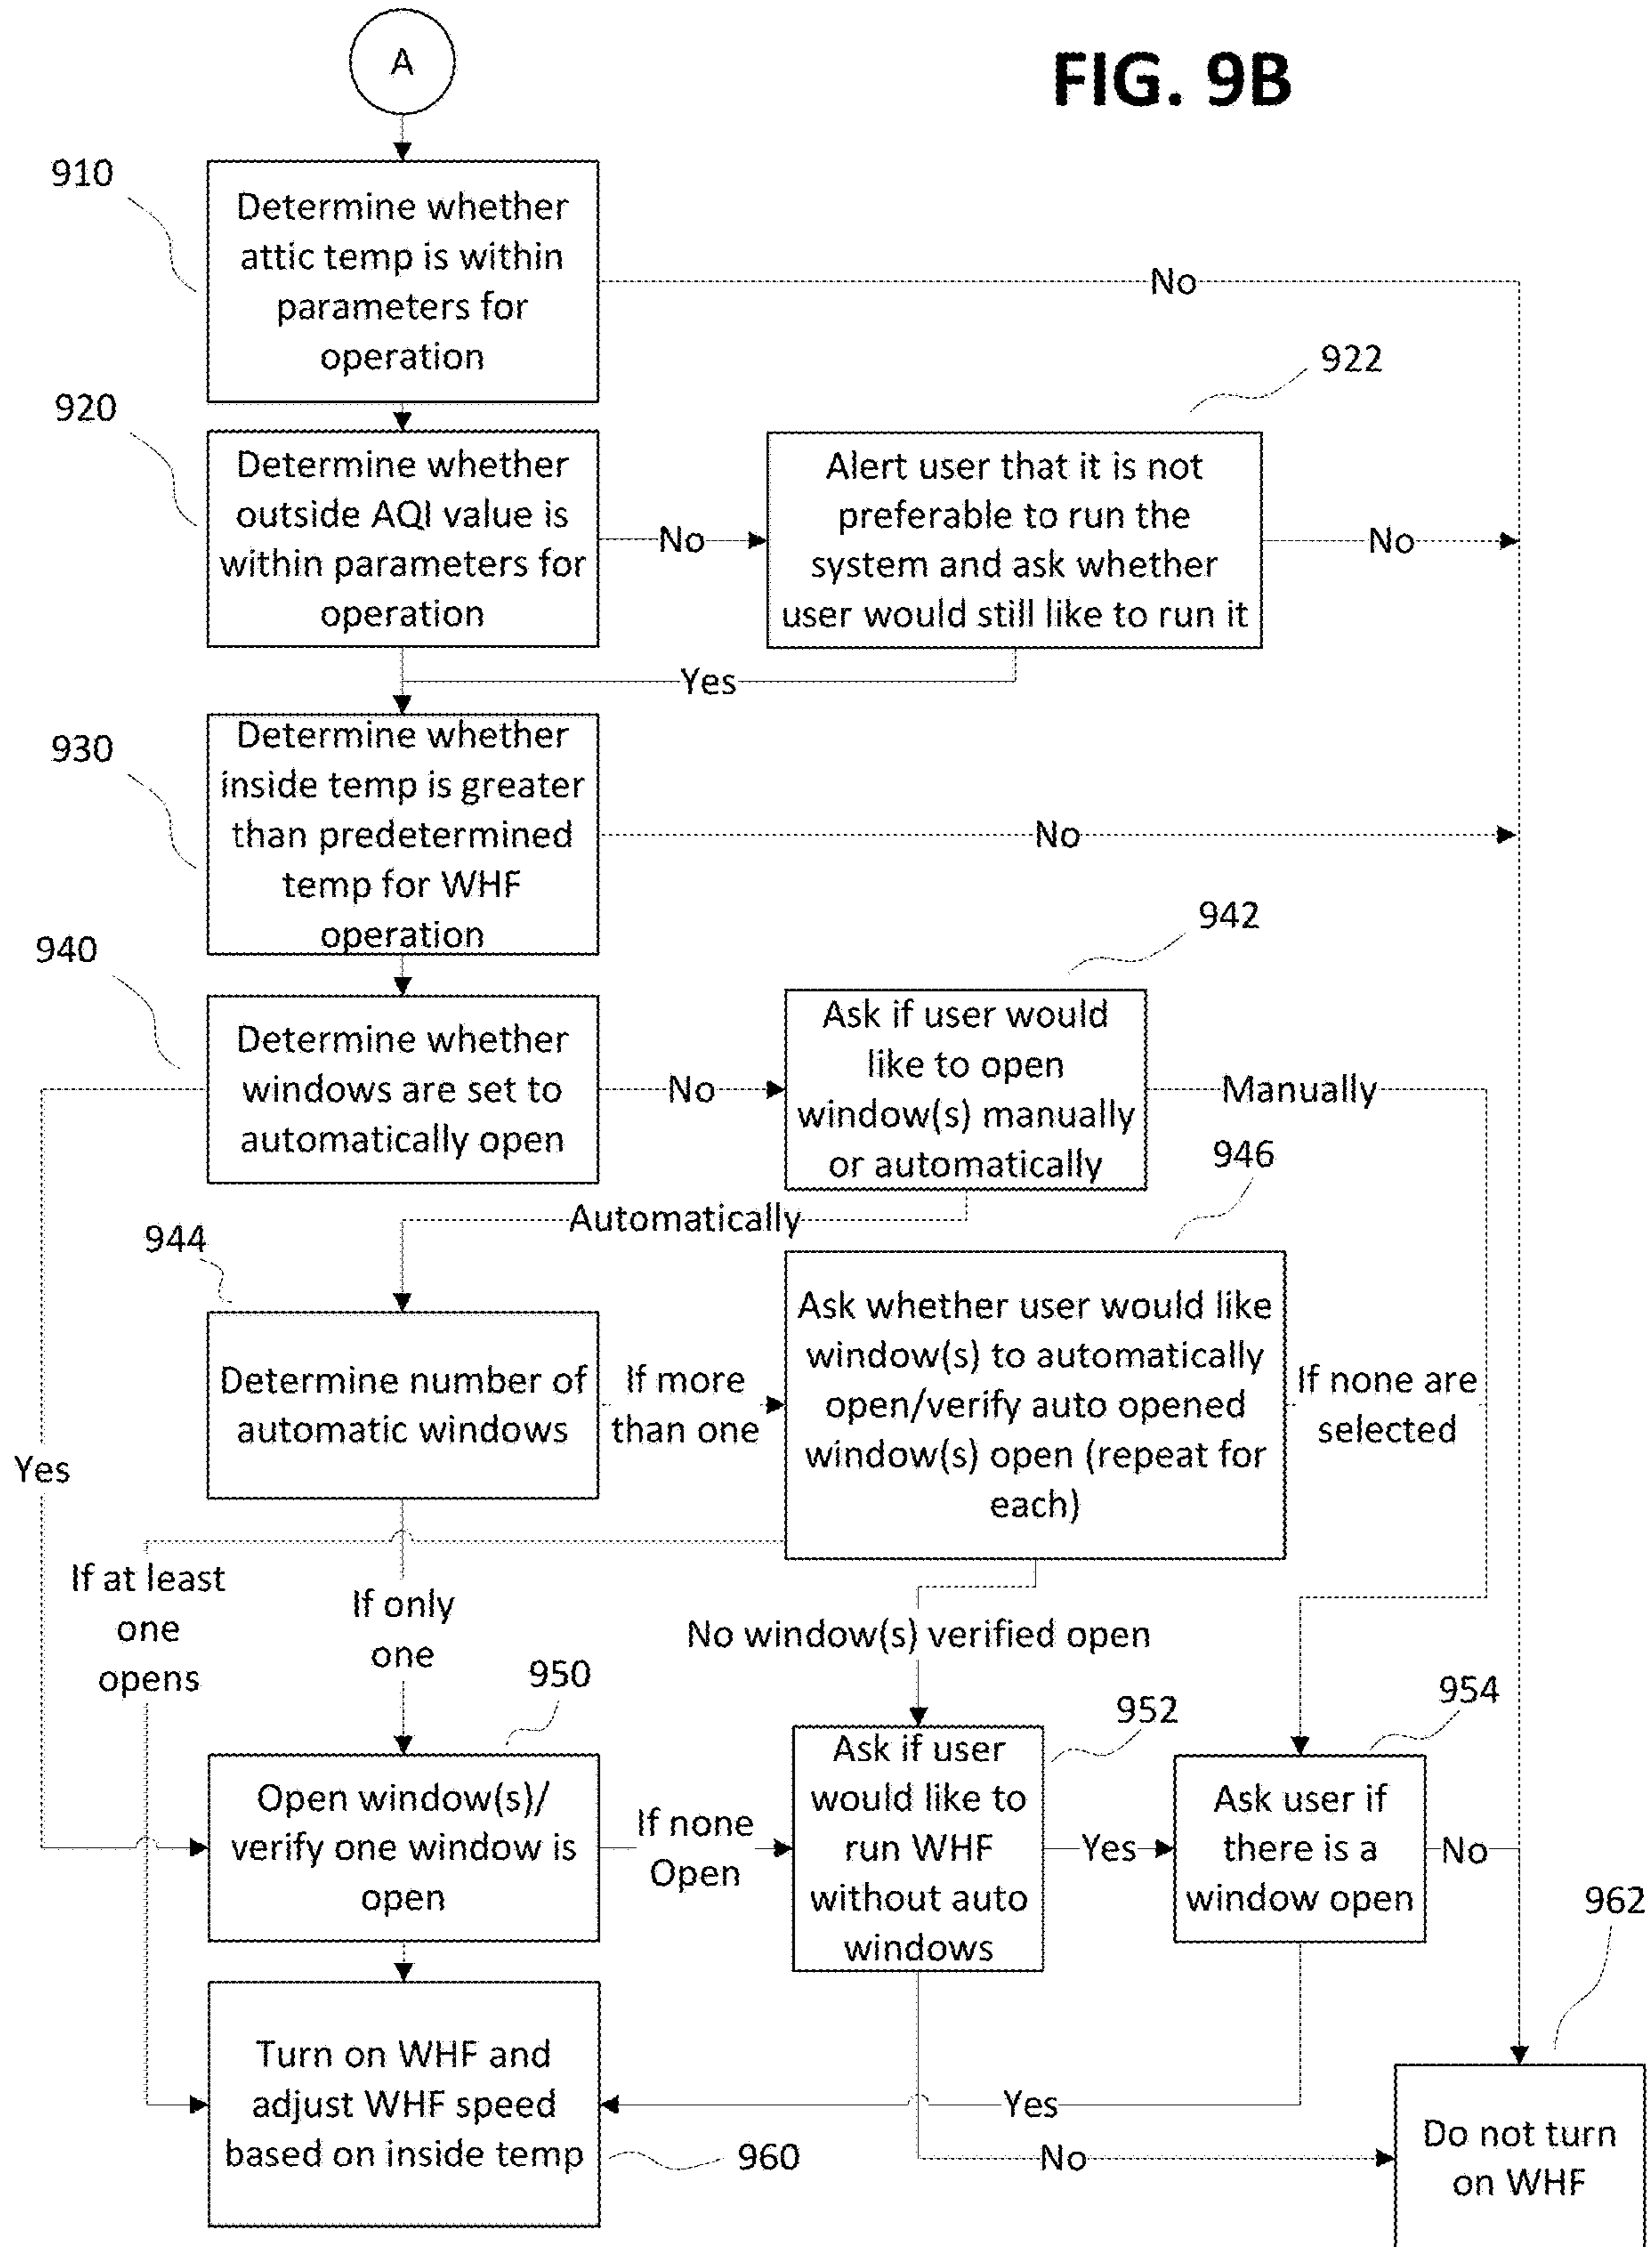 A
FIG. 9B
910
Determine whether
attic temp is within
parameters for
operation
No
922
920
Determine whether
outside AQI value is
within parameters for
operation
No
Alert user that it is not
preferable to run the
system and ask whether
user would still like to run it
No
Yes
930
Determine whether
inside temp is greater
than predetermined
temp for WHF
operation
No
942
940
Determine whether
windows are set to
automatically open
No
Ask if user would
like to open
window(s) manually
or automatically
Manually
946
Automatically
944
Determine number of
automatic windows
If more
than one
Ask whether user would like
window(s) to automatically
open/verify auto opened
window(s) open (repeat for
each)
If none are
selected
Yes
If at least
one
opens
If only
one
No window(s) verified open
950
952
954
Open window(s)/
verify one window is
open
If none
Open
Ask if user
would like to
run WHF
without auto
windows
Yes
Ask user if
there is a
window open
No
962
Turn on WHF and
adjust WHF speed
based on inside temp
960
Yes
No
Do not turn
on WHF